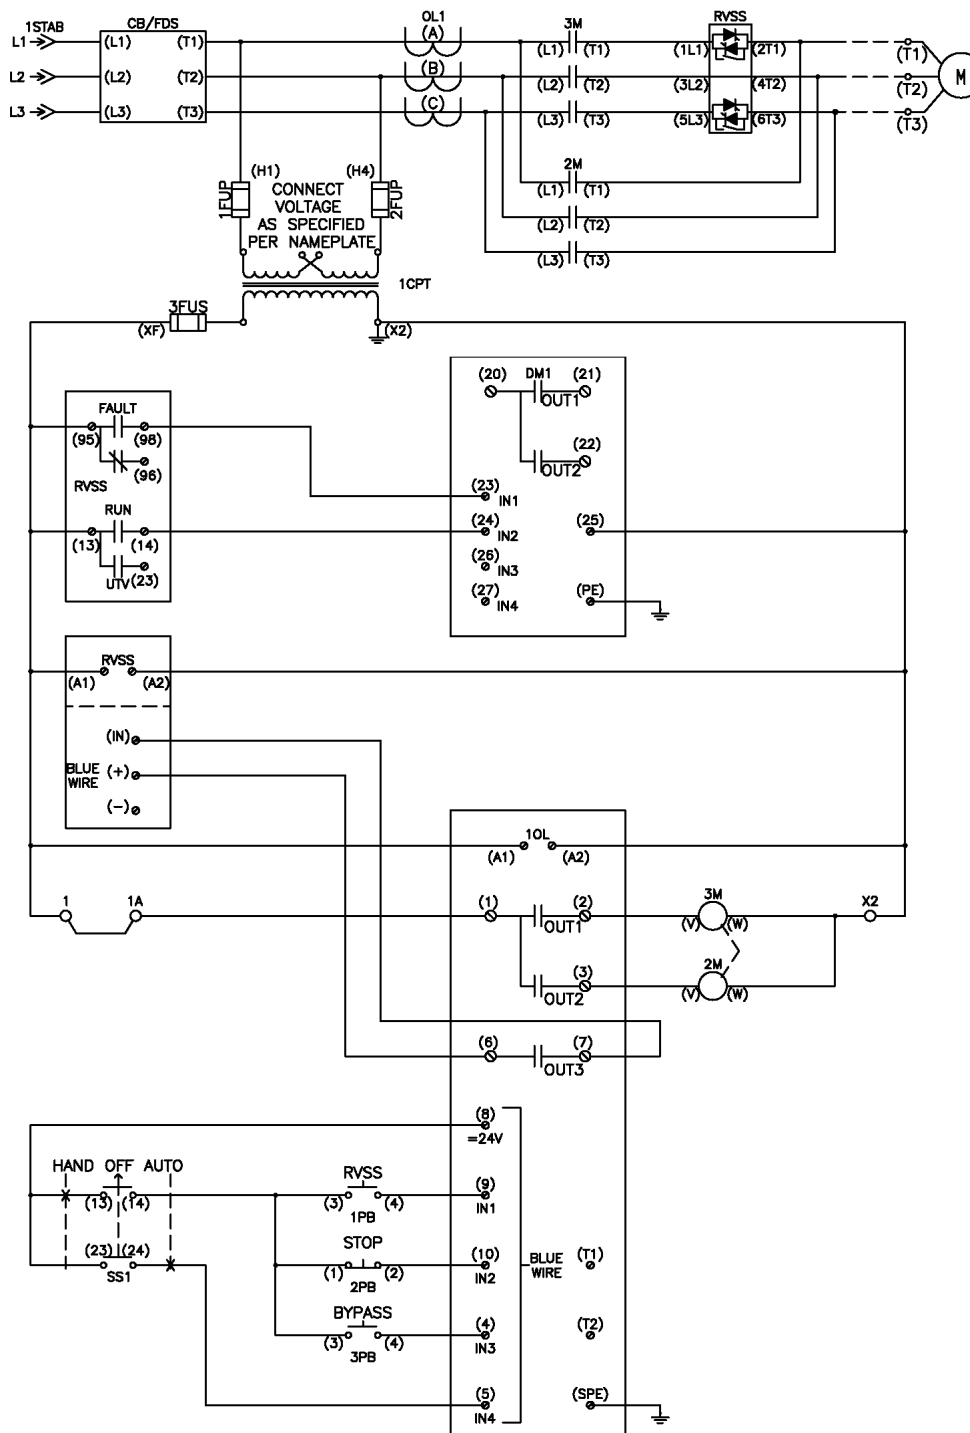 1STAB CB/FDS OL1 3M RVSS
L1 (L1) (T1) (A) (L1) (T1) (1L1) (2T1) (T1)
L2 (L2) (T2) (B) (L2) (T2) (3L2) (4T2) (T2) M
L3 (L3) (T3) (C) (L3) (T3) (5L3) (6T3) (T3)
2M
(L1) (T1)
(L2) (T2)
(L3) (T3)
(H1) (H4)
1FUP 2FUP
CONNECT
VOLTAGE
AS SPECIFIED
PER NAMEPLATE
1CPT
3FUS
(XF) (X2)
FAULT
(95) (98)
(96)
RVSS
RUN
(13) (14)
UTV (23)
(20) DM1 (21)
OUT1
(22)
OUT2
(23)
IN1
(24) (25)
IN2
(26)
IN3
(27) (PE)
IN4
RVSS
(A1) (A2)
(IN)
BLUE (+)
WIRE
(-)
1OL
(A1) (A2)
1 1A (1) (2) 3M X2
OUT1 (V) (W)
(3) 2M
OUT2 (V) (W)
(6) (7)
OUT3
(8)
=24V
HAND OFF AUTO RVSS
(13) (14) (3) (4) (9)
1PB IN1
STOP
(23) (24) (1) (2) (10) BLUE (T1)
SS1 2PB IN2 WIRE
BYPASS
(3) (4) (4) (T2)
3PB IN3
(5) (SPE)
IN4